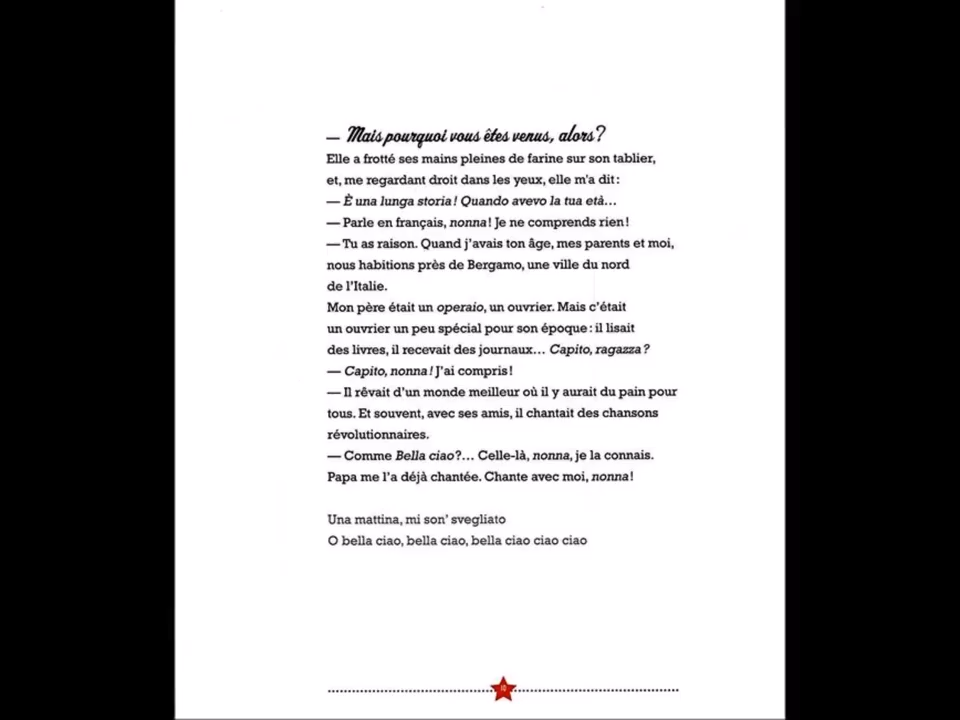 — Mais pourquoi vous êtes venus, alors ?
Elle a frotté ses mains pleines de farine sur son tablier,
et, me regardant droit dans les yeux, elle m'a dit :
— È una lunga storia ! Quando avevo la tua età…
— Parle en français, nonna ! Je ne comprends rien !
— Tu as raison. Quand j'avais ton âge, mes parents et moi,
nous habitions près de Bergamo, une ville du nord
de l'Italie.
Mon père était un operaio, un ouvrier. Mais c'était
un ouvrier un peu spécial pour son époque : il lisait
des livres, il recevait des journaux… Capito, ragazza ?
— Capito, nonna ! J'ai compris !
— Il rêvait d'un monde meilleur où il y aurait du pain pour
tous. Et souvent, avec ses amis, il chantait des chansons
révolutionnaires.
— Comme Bella ciao ?… Celle-là, nonna, je la connais.
Papa me l'a déjà chantée. Chante avec moi, nonna !
Una mattina, mi son' svegliato
O bella ciao, bella ciao, bella ciao ciao ciao
10